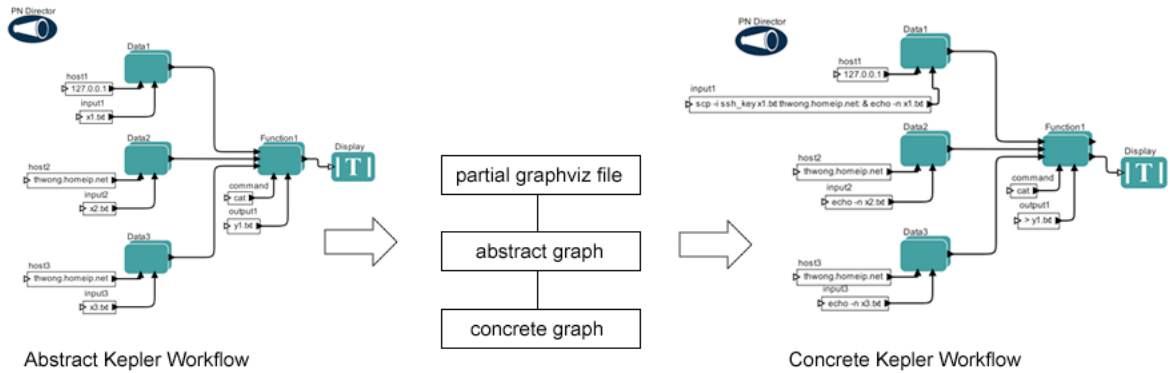 PN Director
Data1
host1
127.0.0.1
input1
x1.txt
Data2
host2
thwong.homeip.net
input2
x2.txt
Function1
Display
T
command
cat
output1
y1.txt
Data3
host3
thwong.homeip.net
input3
x3.txt
Abstract Kepler Workflow
partial graphviz file
abstract graph
concrete graph
PN Director
Data1
host1
127.0.0.1
input1
scp -i ssh_key x1.txt thwong.homeip.net: & echo -n x1.txt
Data2
host2
thwong.homeip.net
input2
echo -n x2.txt
Function1
Display
T
command
cat
output1
> y1.txt
Data3
host3
thwong.homeip.net
input3
echo -n x3.txt
Concrete Kepler Workflow